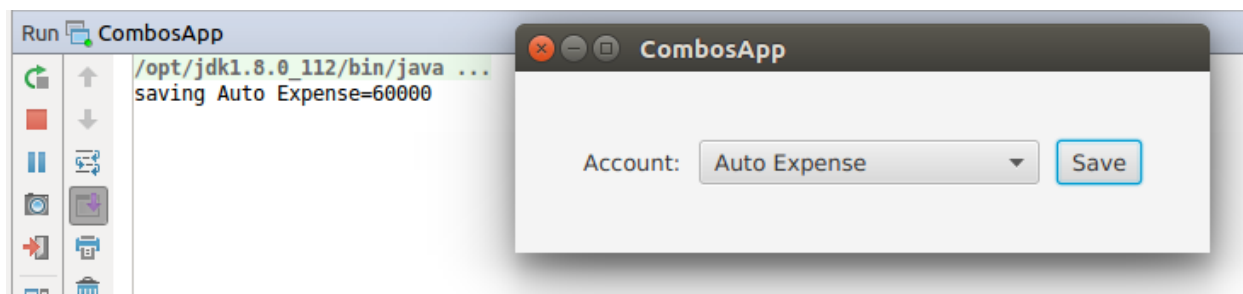 Run CombosApp
/opt/jdk1.8.0_112/bin/java ...
saving Auto Expense=60000
CombosApp
Account: Auto Expense Save